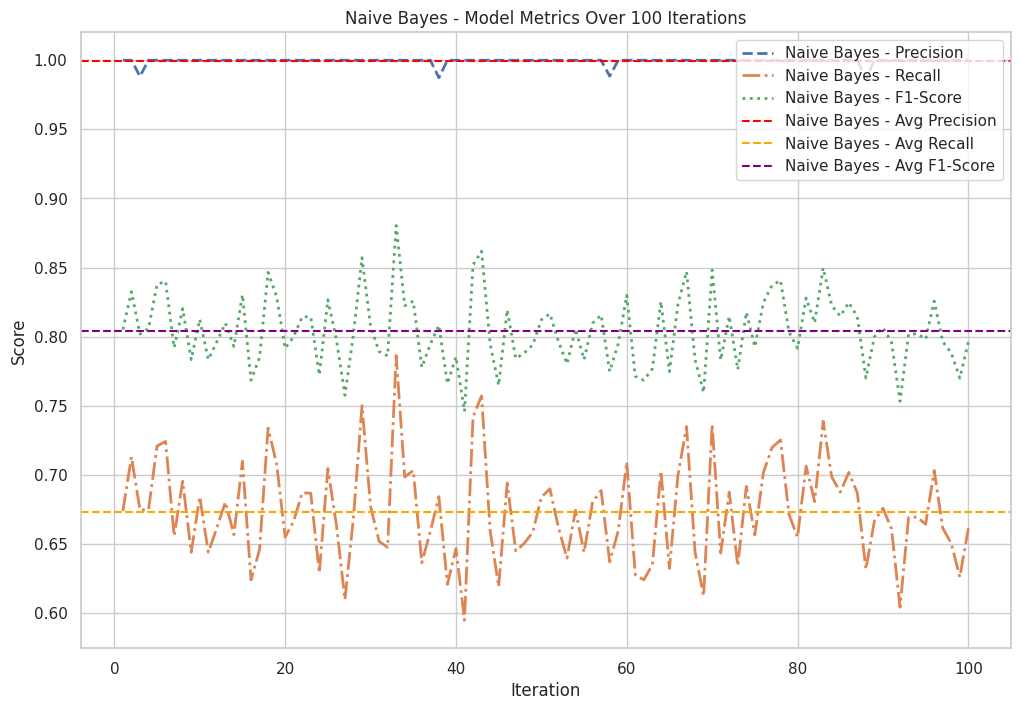 Naive Bayes - Model Metrics Over 100 Iterations
1.00
0.95
0.90
0.85
0.80
0.75
0.70
0.65
0.60
Score
Naive Bayes - Precision
Naive Bayes - Recall
Naive Bayes - F1-Score
Naive Bayes - Avg Precision
Naive Bayes - Avg Recall
Naive Bayes - Avg F1-Score
0 20 40 60 80 100
Iteration